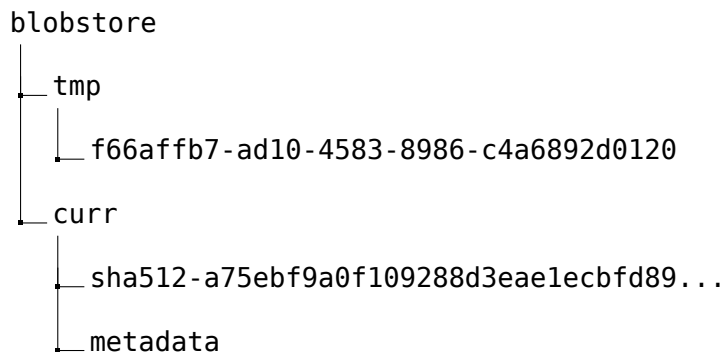 blobstore
tmp
f66affb7-ad10-4583-8986-c4a6892d0120
curr
sha512-a75ebf9a0f109288d3eae1ecbfd89...
metadata